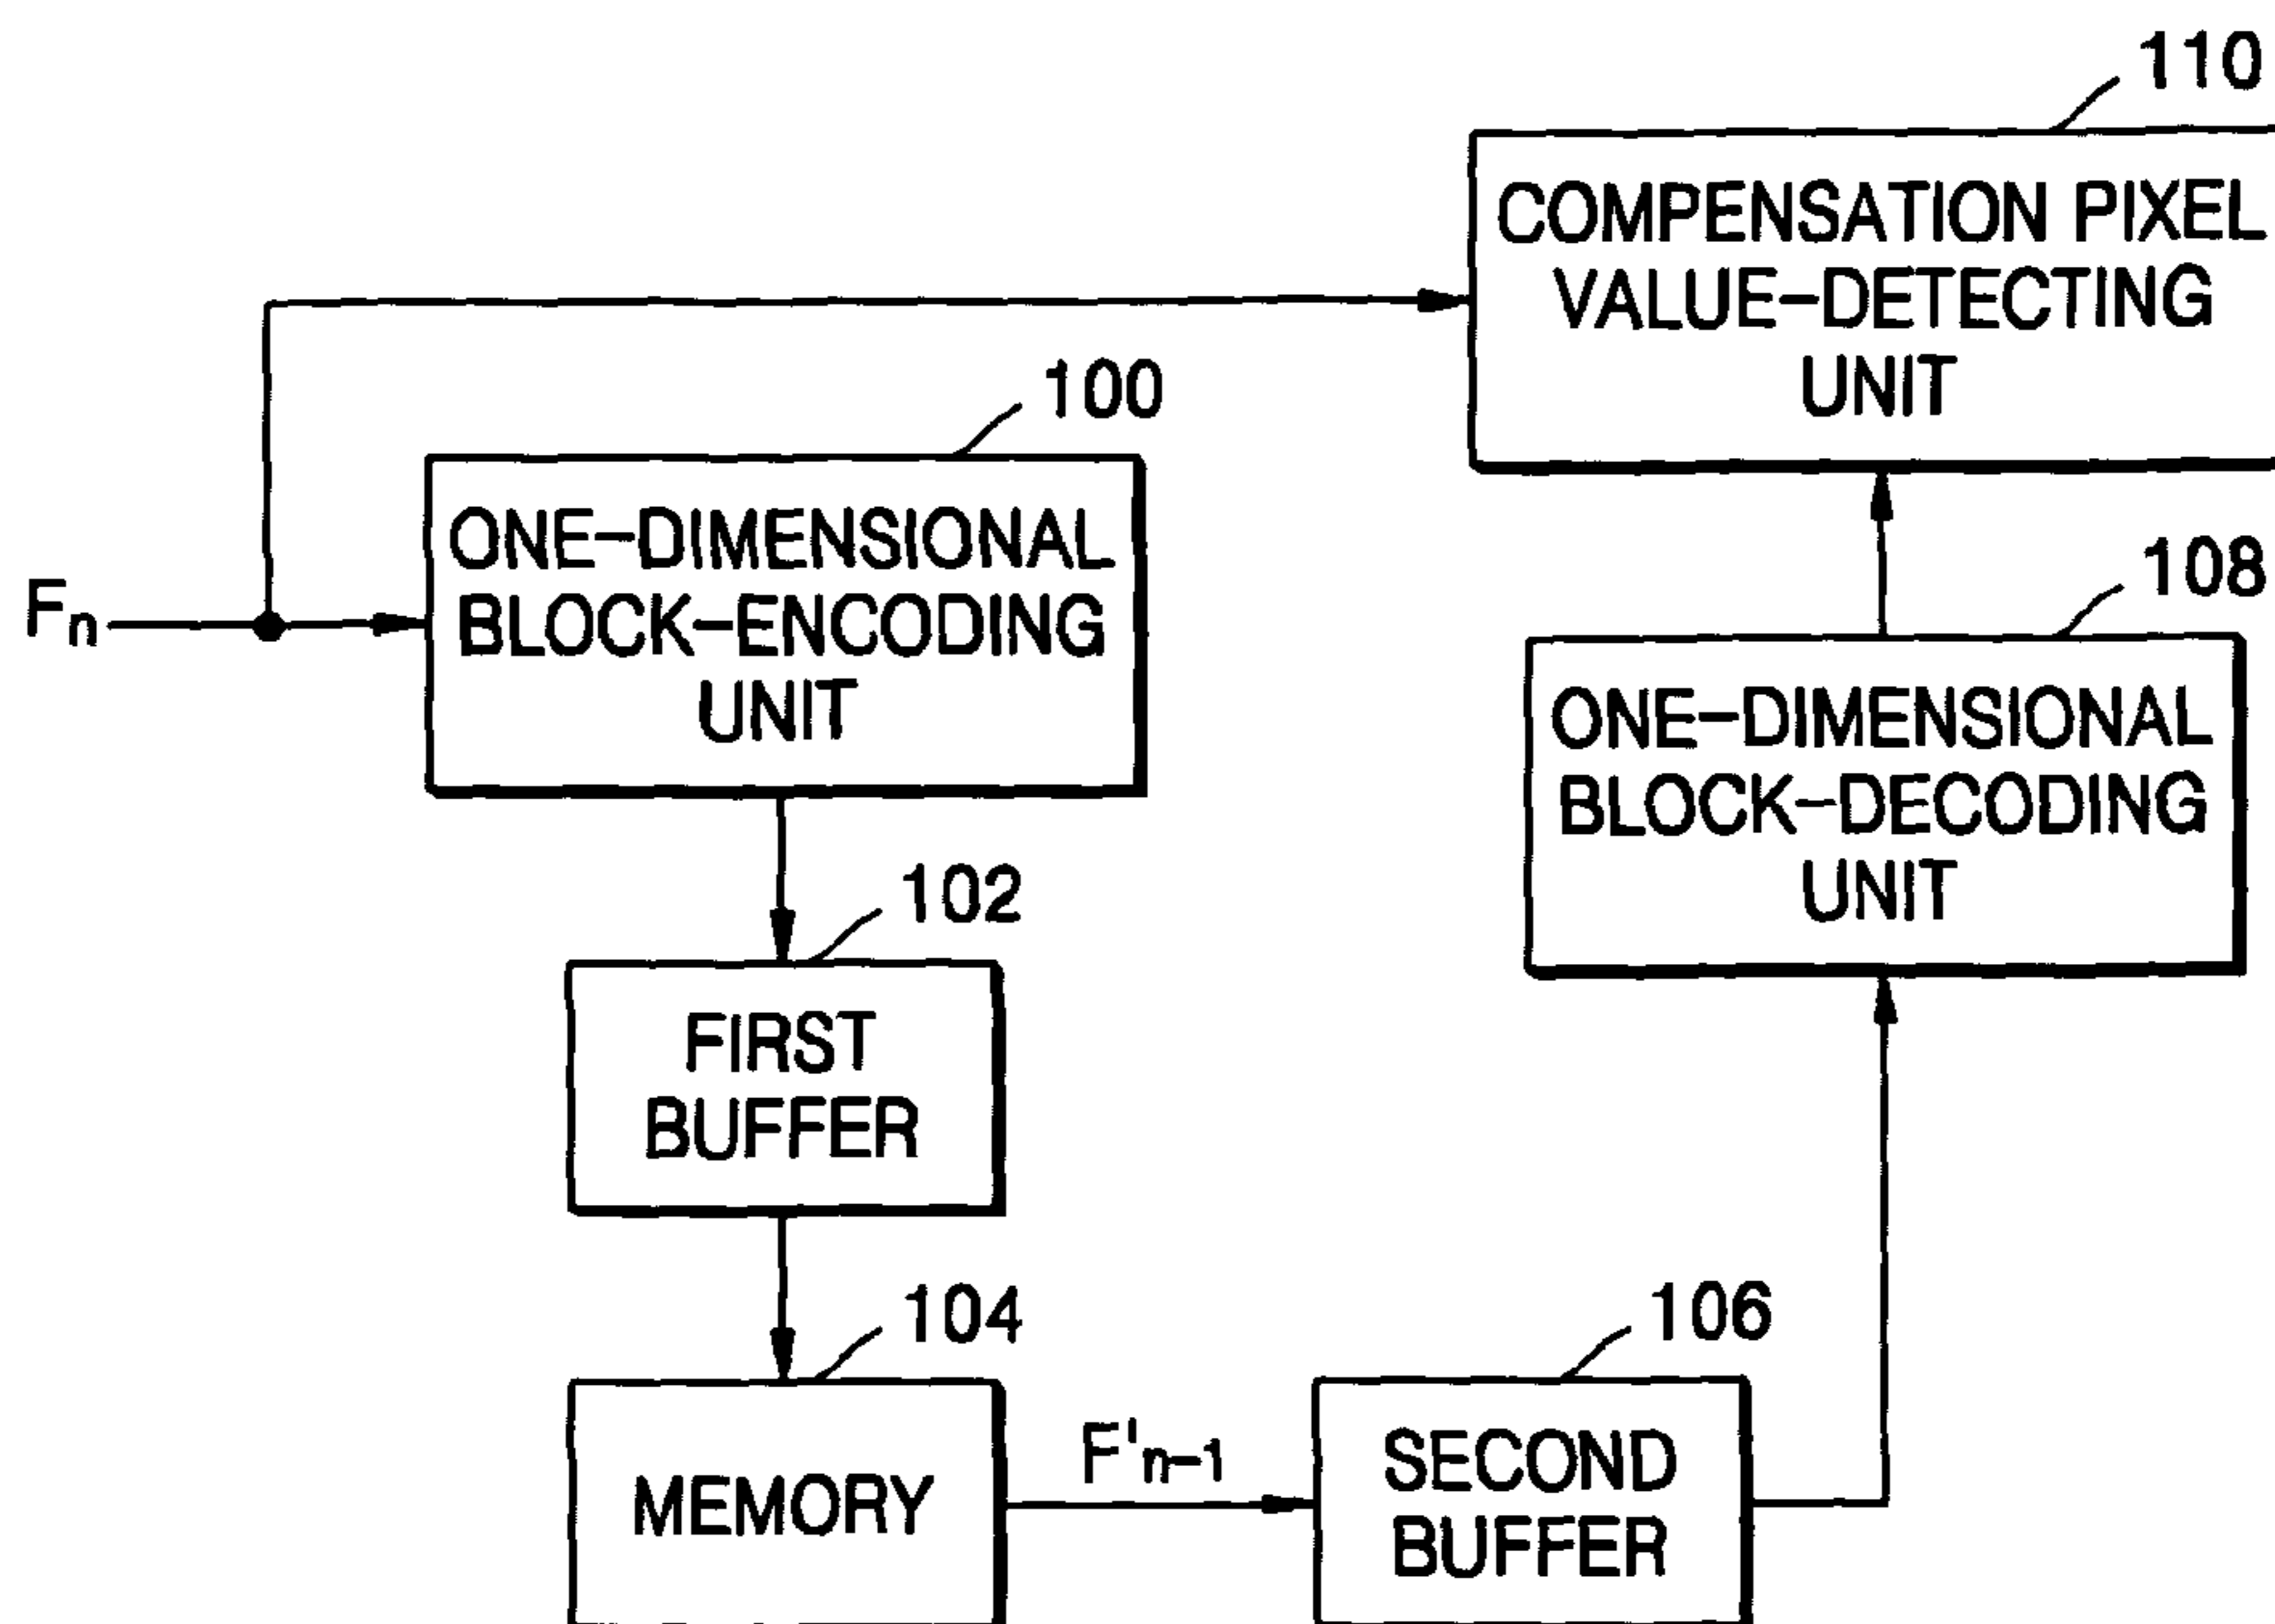 110
COMPENSATION PIXEL
VALUE-DETECTING
UNIT
100
ONE-DIMENSIONAL
BLOCK-ENCODING
UNIT
Fn
108
ONE-DIMENSIONAL
BLOCK-DECODING
UNIT
102
FIRST
BUFFER
104
MEMORY
F'n-1
106
SECOND
BUFFER